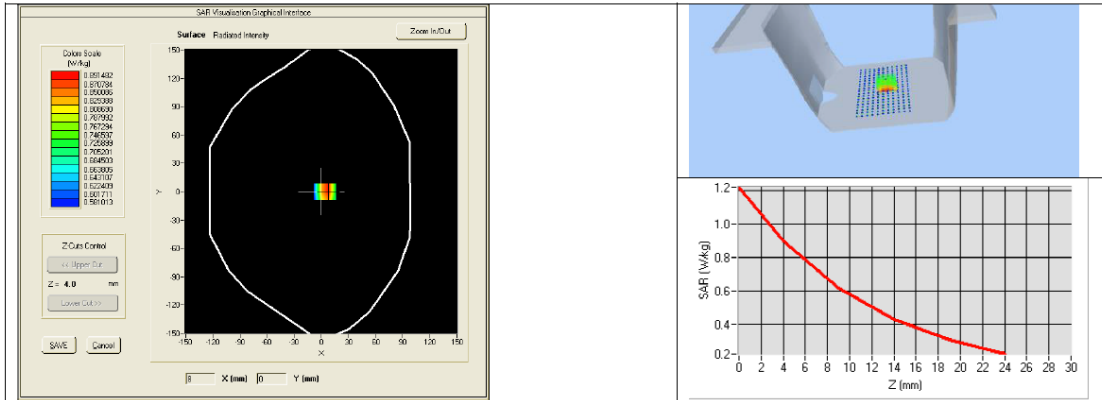 SAR Visualisation Graphical Interface
Surface Radiated Intensity
Zoom In/Out
Colors Scale
(W/kg)
0.891482
0.870784
0.850086
0.829388
0.808690
0.787992
0.767294
0.746597
0.725899
0.705201
0.684503
0.663805
0.643107
0.622409
0.601711
0.581013
150-
120-
90-
60-
30-
0-
-30-
-60-
-90-
-120-
-150-
Y
-150 -120 -90 -60 -30 0 30 60 90 120 150
X
Z Cuts Control
<< Upper Cut
Z = 4.0 mm
Lower Cut >>
SAVE Cancel
8 X (mm) 0 Y (mm)
1.2-
1.0-
0.8-
0.6-
0.4-
0.2-
SAR (W/kg)
0 2 4 6 8 10 12 14 16 18 20 22 24 26 28 30
Z (mm)